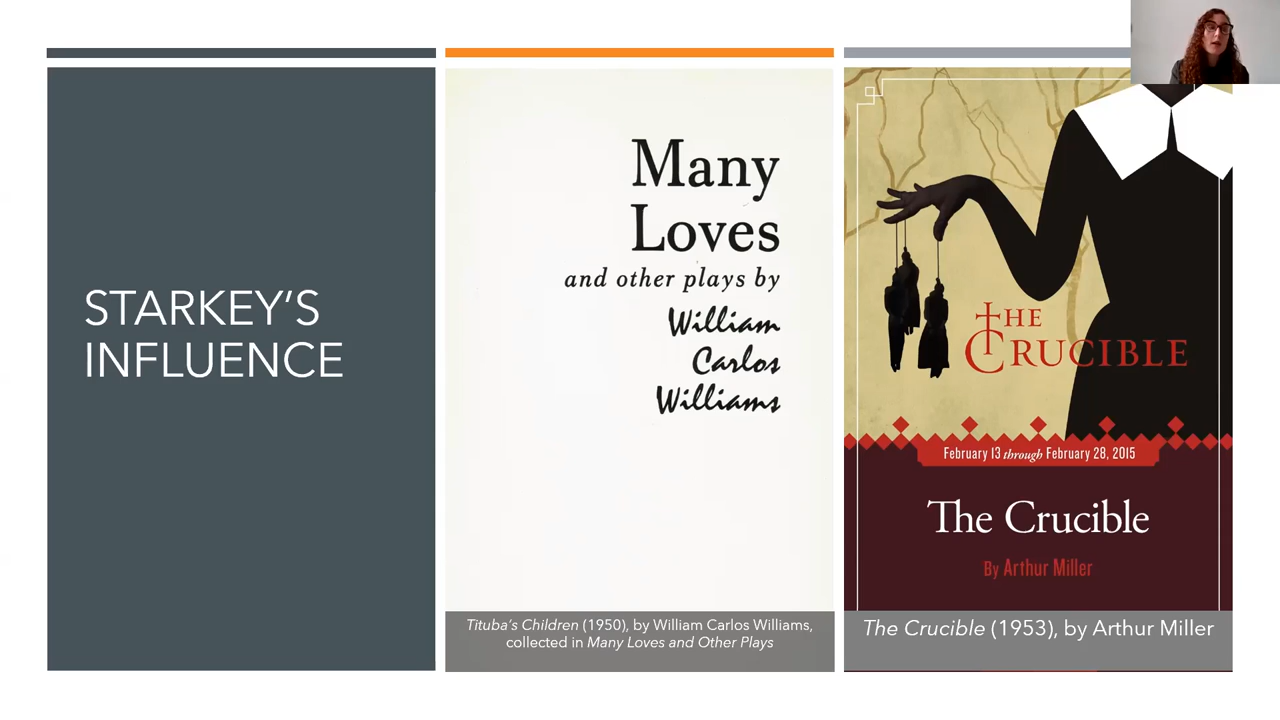 STARKEY'S
INFLUENCE
Many
Loves
and other plays by
William
Carlos
Williams
Tituba's Children (1950), by William Carlos Williams,
collected in Many Loves and Other Plays
THE
CRUCIBLE
February 13 through February 28, 2015
The Crucible
By Arthur Miller
The Crucible (1953), by Arthur Miller